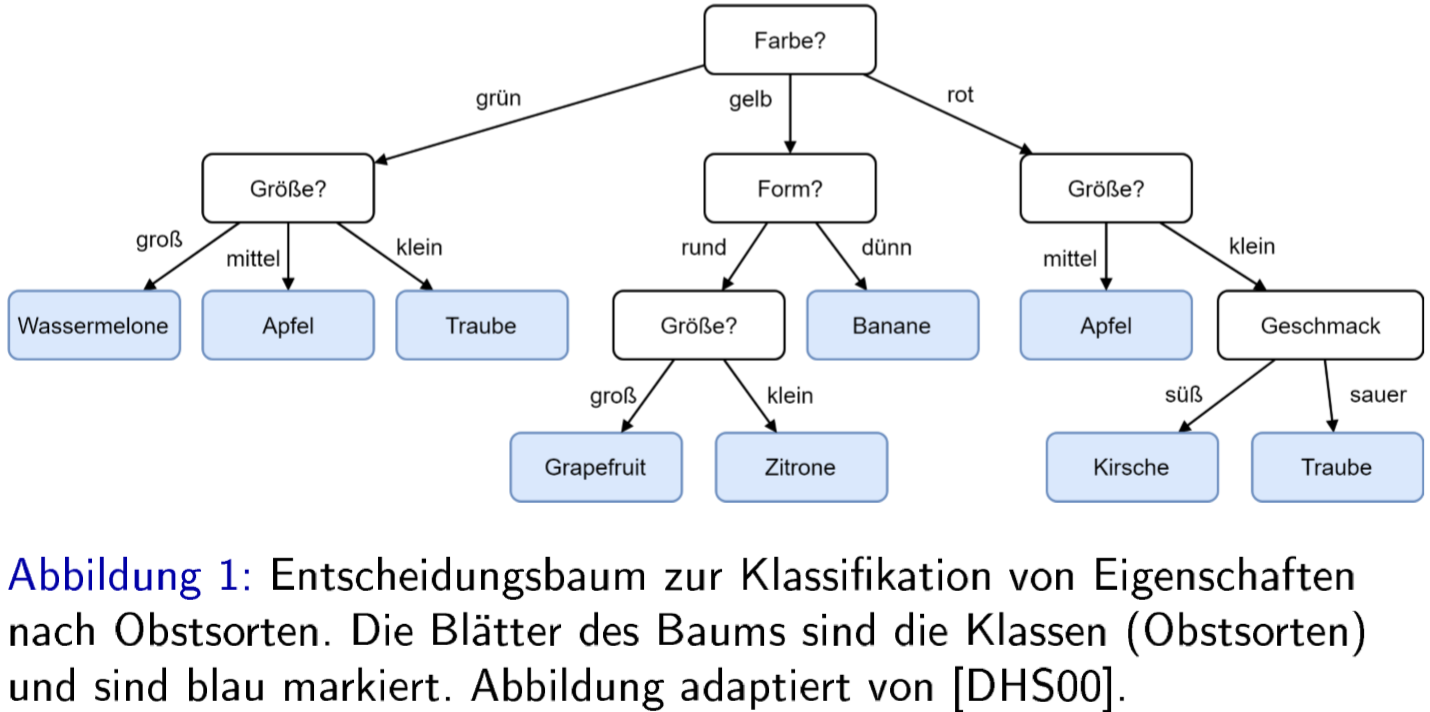 Farbe?
grün
gelb
rot
Größe?
Form?
Größe?
groß
mittel
klein
rund
dünn
mittel
klein
Wassermelone
Apfel
Traube
Größe?
Banane
Apfel
Geschmack
groß
klein
süß
sauer
Grapefruit
Zitrone
Kirsche
Traube
Abbildung 1: Entscheidungsbaum zur Klassifikation von Eigenschaften
nach Obstsorten. Die Blätter des Baums sind die Klassen (Obstsorten)
und sind blau markiert. Abbildung adaptiert von [DHS00].